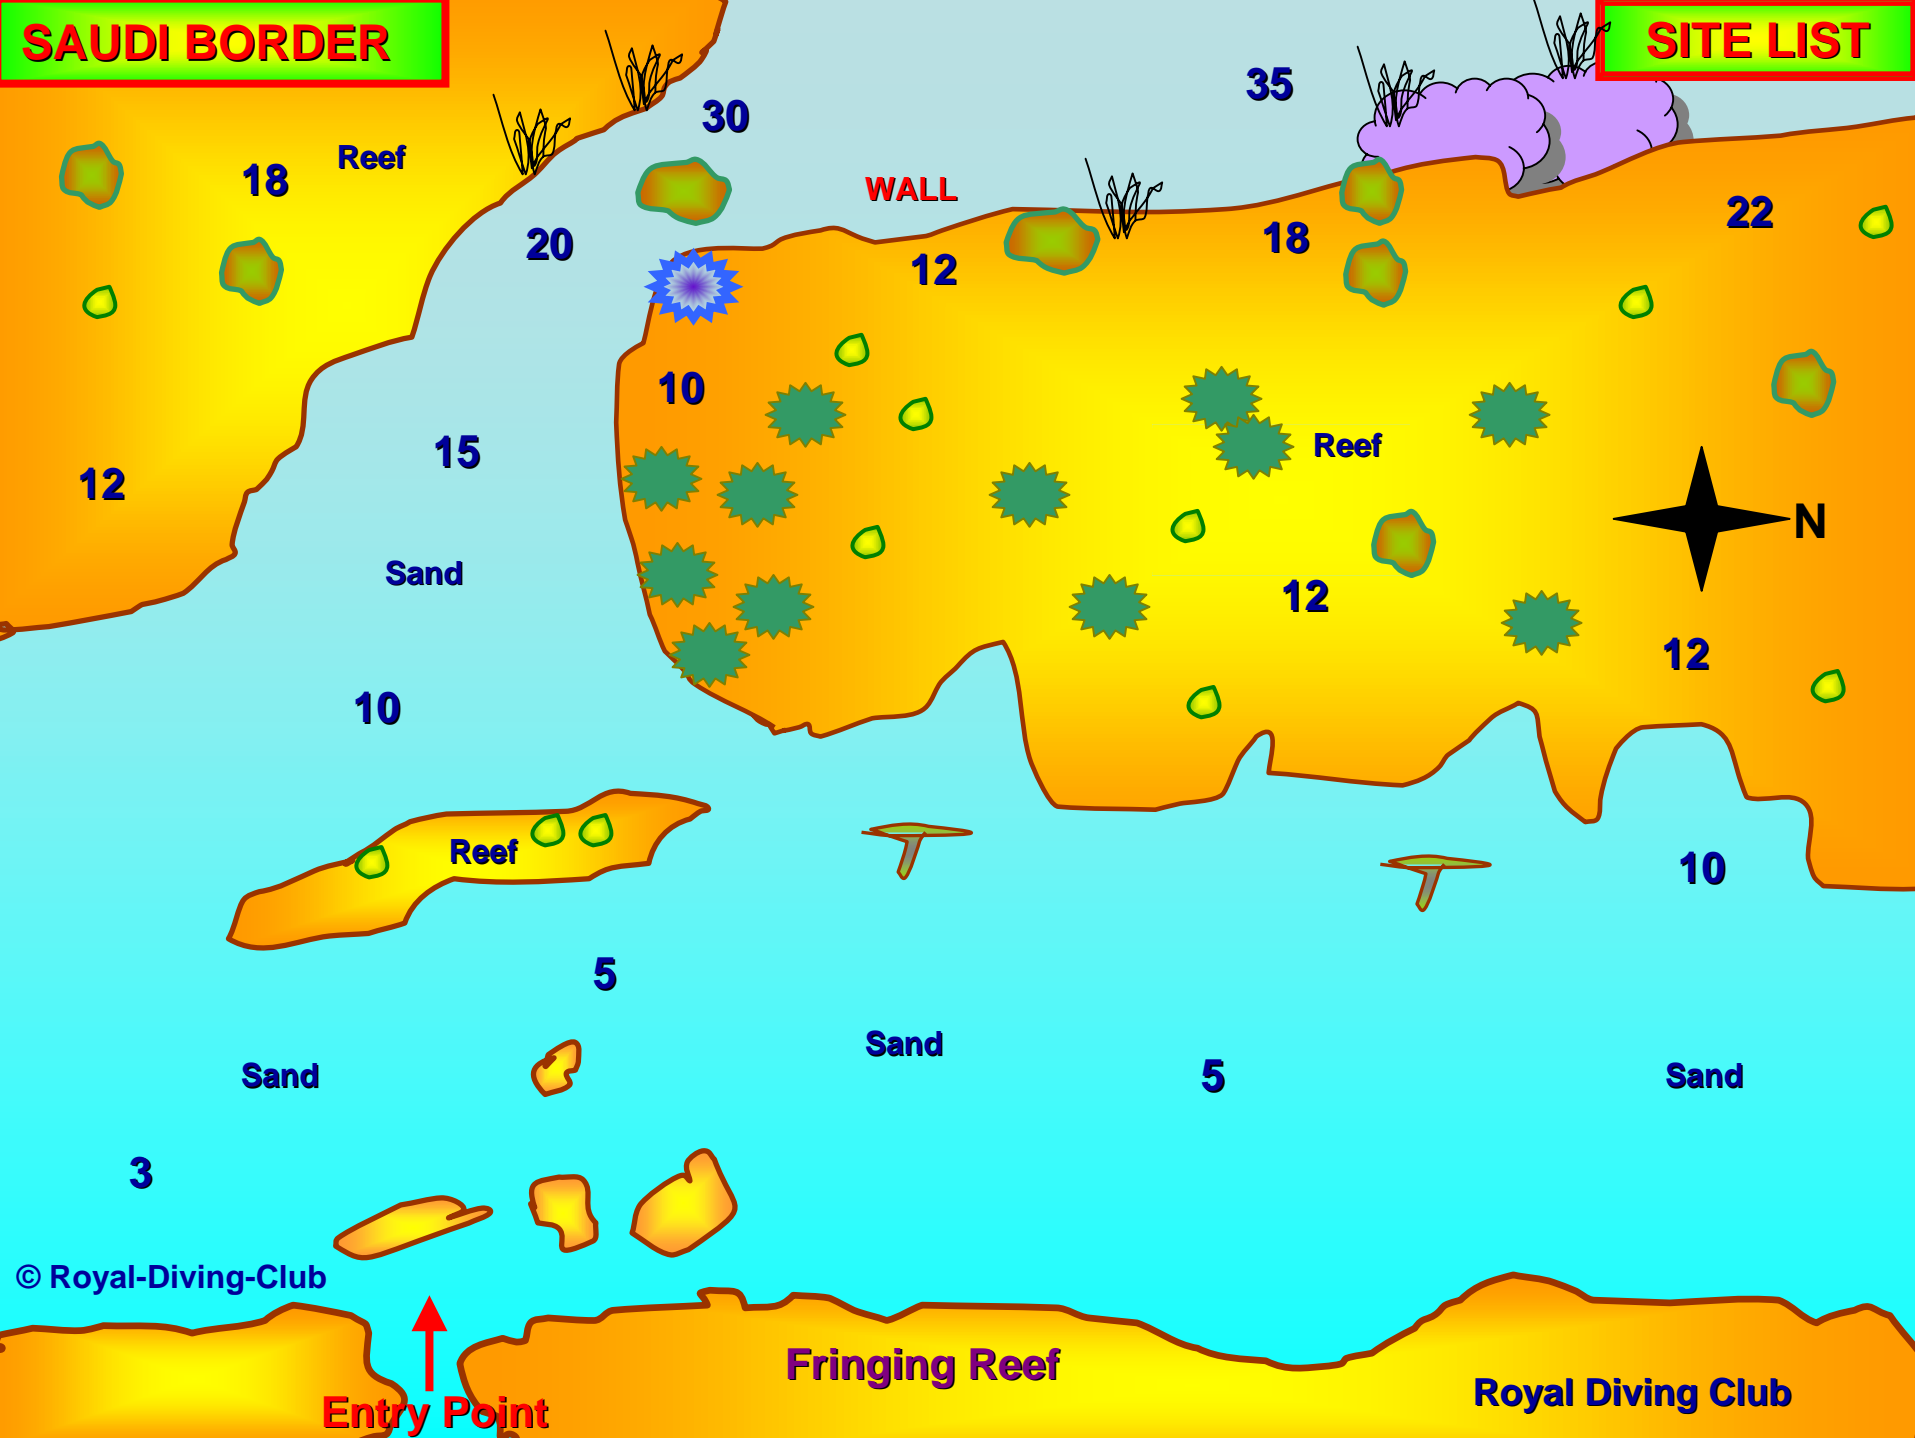 SAUDI BORDER
SITE LIST
35
30
Reef
18
WALL
22
20
18
12
10
Reef
15
12
N
Sand
12
12
10
Reef
10
5
Sand
Sand
5
Sand
3
© Royal-Diving-Club
Fringing Reef
Royal Diving Club
Entry Point